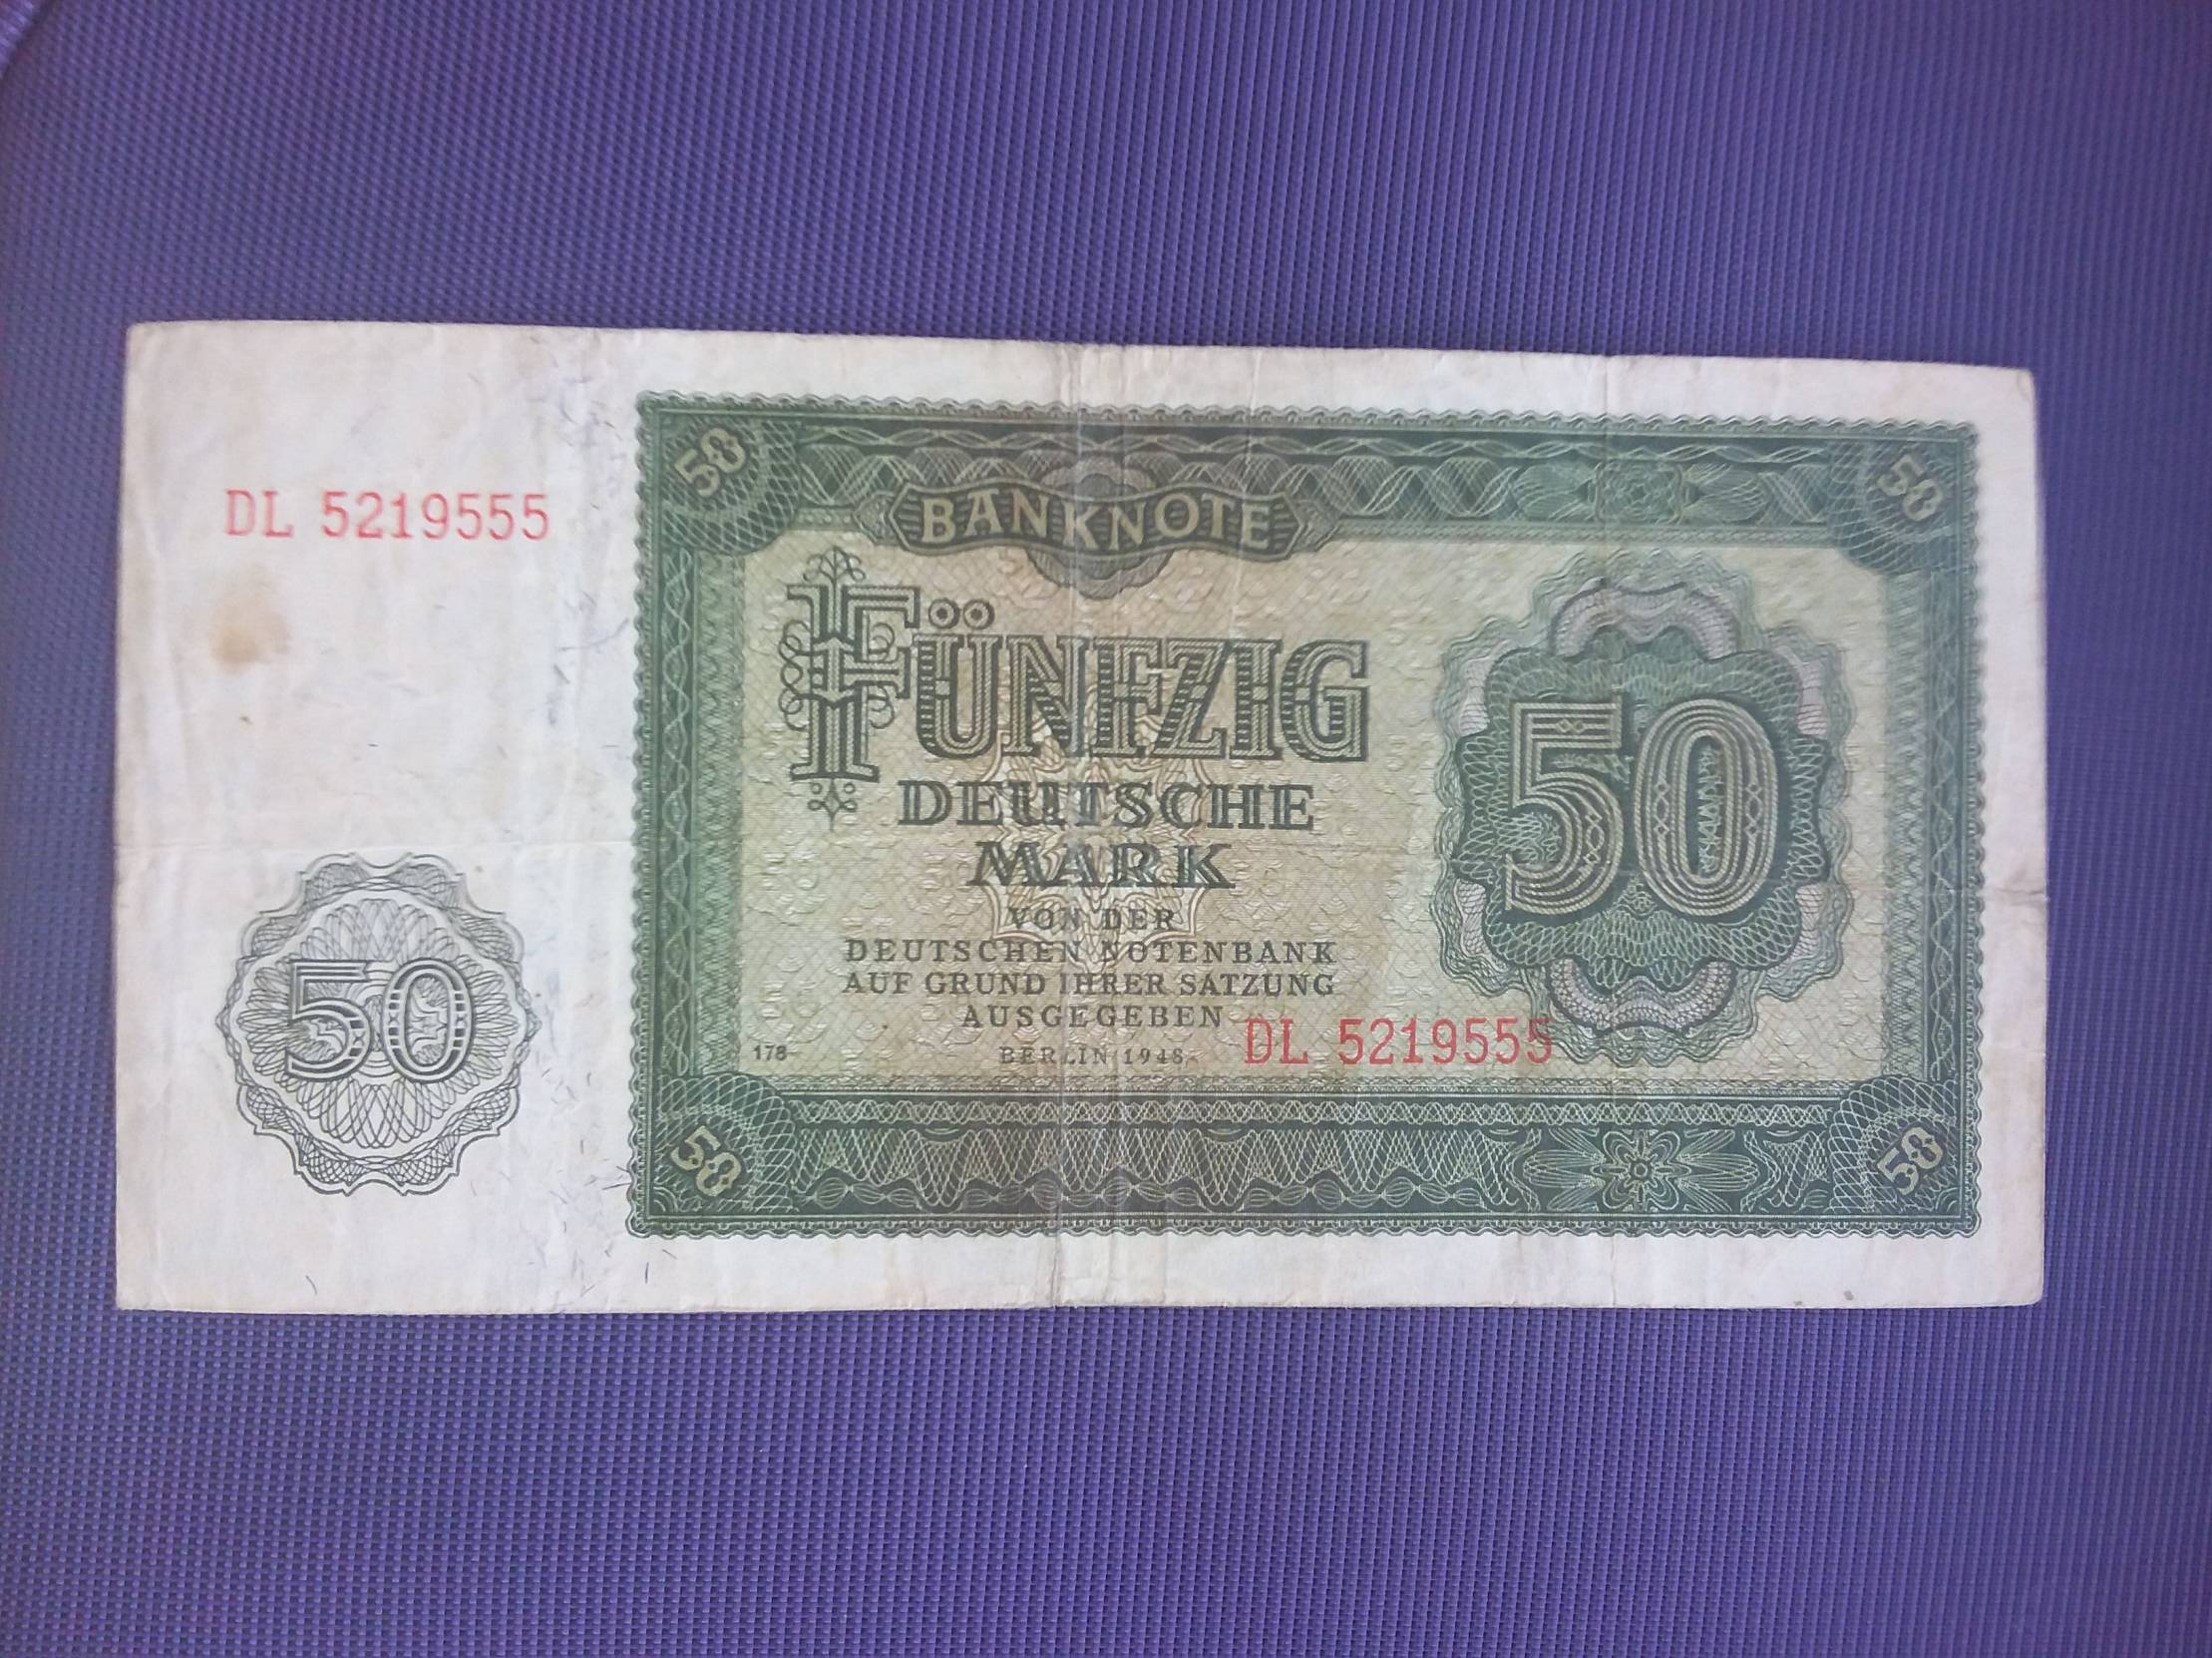 50
50
BANKNOTE
DL 5219555
FÜNFZIG
DEUTSCHE
MARK
50
VON DER
DEUTSCHEN NOTENBANK
AUF GRUND IHRER SATZUNG
AUSGEGEBEN
50
DL 5219555
178
BERLIN 1948
50
50